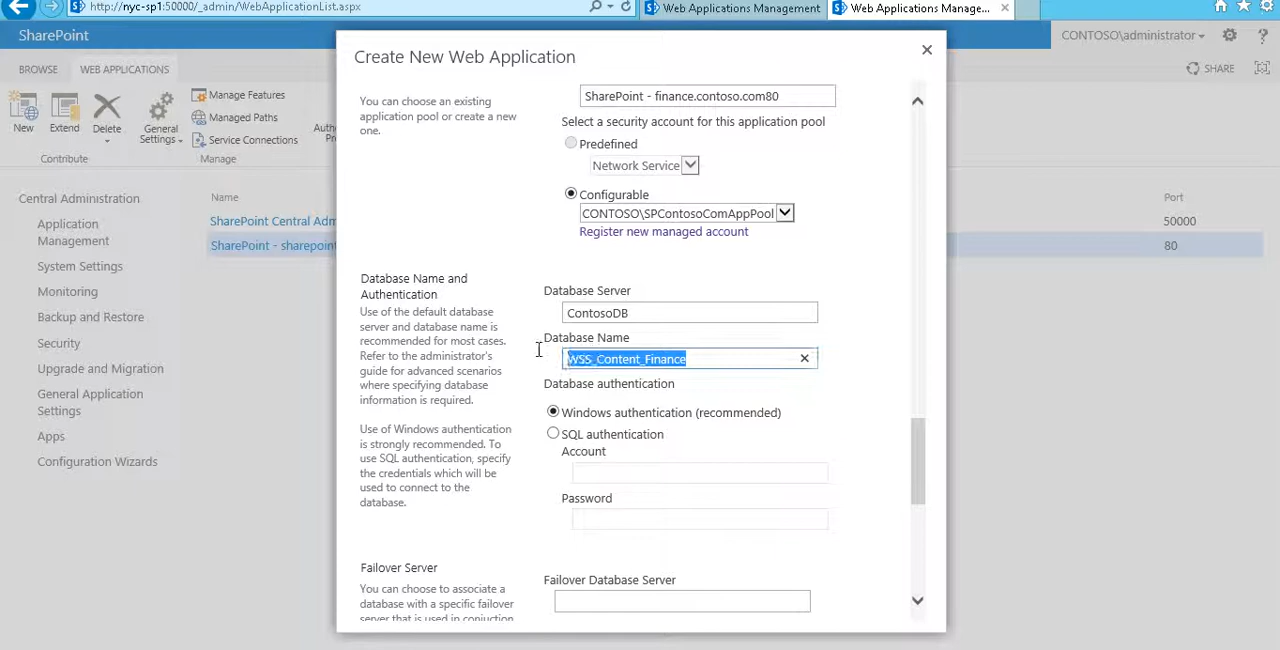 http://nyc-sp1:50000/_admin/WebApplicationList.aspx
Web Applications Management
Web Applications Manage...
SharePoint
CONTOSO\administrator
BROWSE
WEB APPLICATIONS
SHARE
New
Extend
Delete
General
Settings
Manage Features
Managed Paths
Service Connections
Contribute
Manage
Central Administration
Application
Management
System Settings
Monitoring
Backup and Restore
Security
Upgrade and Migration
General Application
Settings
Apps
Configuration Wizards
Name
Port
SharePoint Central Adm
50000
SharePoint - sharepoint
80
Create New Web Application
You can choose an existing
application pool or create a new
one.
SharePoint - finance.contoso.com80
Select a security account for this application pool
Predefined
Network Service
Configurable
CONTOSO\SPContosoComAppPool
Register new managed account
Database Name and
Authentication
Use of the default database
server and database name is
recommended for most cases.
Refer to the administrator's
guide for advanced scenarios
where specifying database
information is required.
Use of Windows authentication
is strongly recommended. To
use SQL authentication, specify
the credentials which will be
used to connect to the
database.
Database Server
ContosoDB
Database Name
WSS_Content_Finance
Database authentication
Windows authentication (recommended)
SQL authentication
Account
Password
Failover Server
You can choose to associate a
database with a specific failover
server that is used in conjuction
Failover Database Server